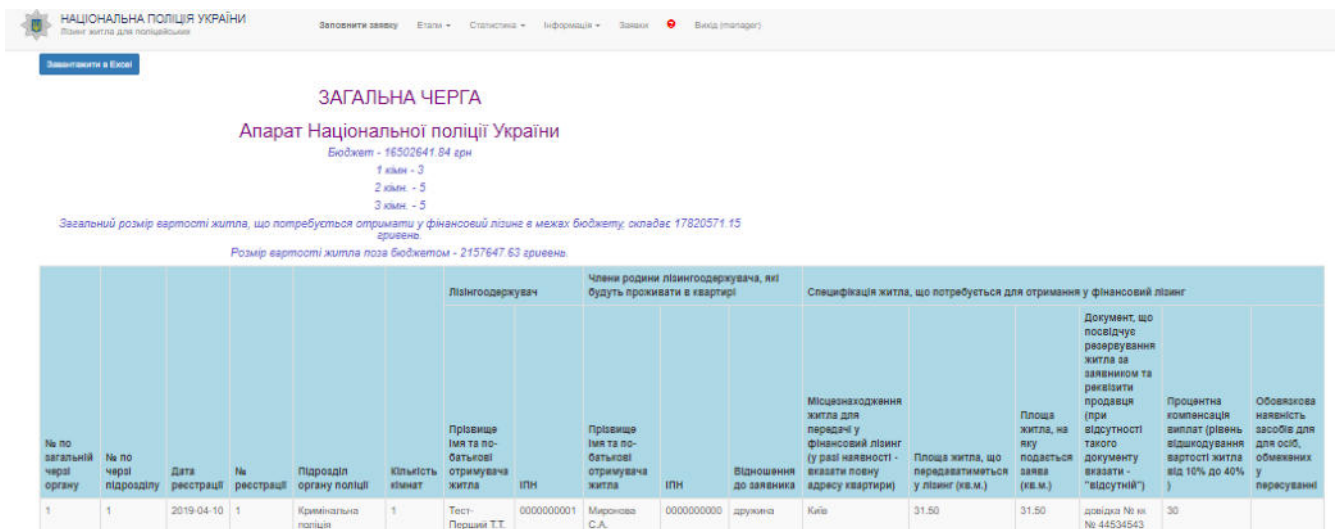 НАЦІОНАЛЬНА ПОЛІЦІЯ УКРАЇНИ
Лізинг житла для поліцейських
Заповнити заявку Етапи Статистика Інформація Заявки Вихід (manager)
Завантажити в Excel
ЗАГАЛЬНА ЧЕРГА
Апарат Національної поліції України
Бюджет - 16502641.84 грн
1 кімн - 3
2 кімн. - 5
3 кімн. - 5
Загальний розмір вартості житла, що потребується отримати у фінансовий лізинг в межах бюджету, складає 17820571.15
гривень.
Розмір вартості житла поза бюджетом - 2157647.63 гривень.
Лізінгоодержувач
Члени родини лізингоодержувача, які
будуть проживати в квартирі
Специфікація житла, що потребується для отримання у фінансовий лізинг
№ по
загальній
черзі
органу
№ по
черзі
підрозділу
Дата
реєстрації
№
реєстрації
Підрозділ
органу поліції
Кількість
кімнат
Прізвище
Імя та по-
батькові
отримувача
житла
ІПН
Прізвище
Імя та по-
батькові
отримувача
житла
ІПН
Відношення
до заявника
Місцезнаходження
житла для
передачі у
фінансовий лізинг
(у разі наявності -
вказати повну
адресу квартири)
Площа житла, що
передаватиметься
у лізинг (кв.м.)
Площа
житла, на
яку
подається
заява
(кв.м.)
Документ, що
посвідчує
резервування
житла за
заявником та
реквізити
продавця
(при
відсутності
такого
документу
вказати -
"відсутній")
Процентна
компенсація
виплат (рівень
відшкодування
вартості житла
від 10% до 40%
)
Обовязкова
наявність
засобів для
для осіб,
обмежених
у
пересуванні
1 1 2019-04-10 1 Кримінальна
поліція
1 Тест-
Перший Т.Т.
0000000001 Миронова
С.А.
0000000000 дружина Київ 31.50 31.50 довідка № кк
№ 44534543
30